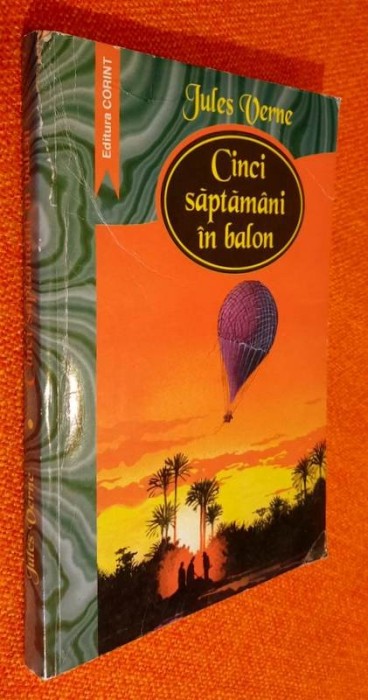 Editura CORINT
Jules Verne
Cinci
săptămâni
în balon
Jules Verne